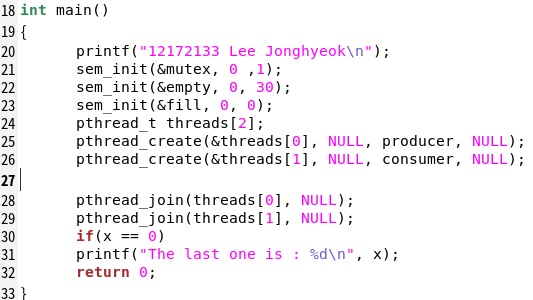 18 int main()
19 {
20 printf("12172133 Lee Jonghyeok\n");
21 sem_init(&mutex, 0 ,1);
22 sem_init(&empty, 0, 30);
23 sem_init(&fill, 0, 0);
24 pthread_t threads[2];
25 pthread_create(&threads[0], NULL, producer, NULL);
26 pthread_create(&threads[1], NULL, consumer, NULL);
27
28 pthread_join(threads[0], NULL);
29 pthread_join(threads[1], NULL);
30 if(x == 0)
31 printf("The last one is : %d\n", x);
32 return 0;
33 }